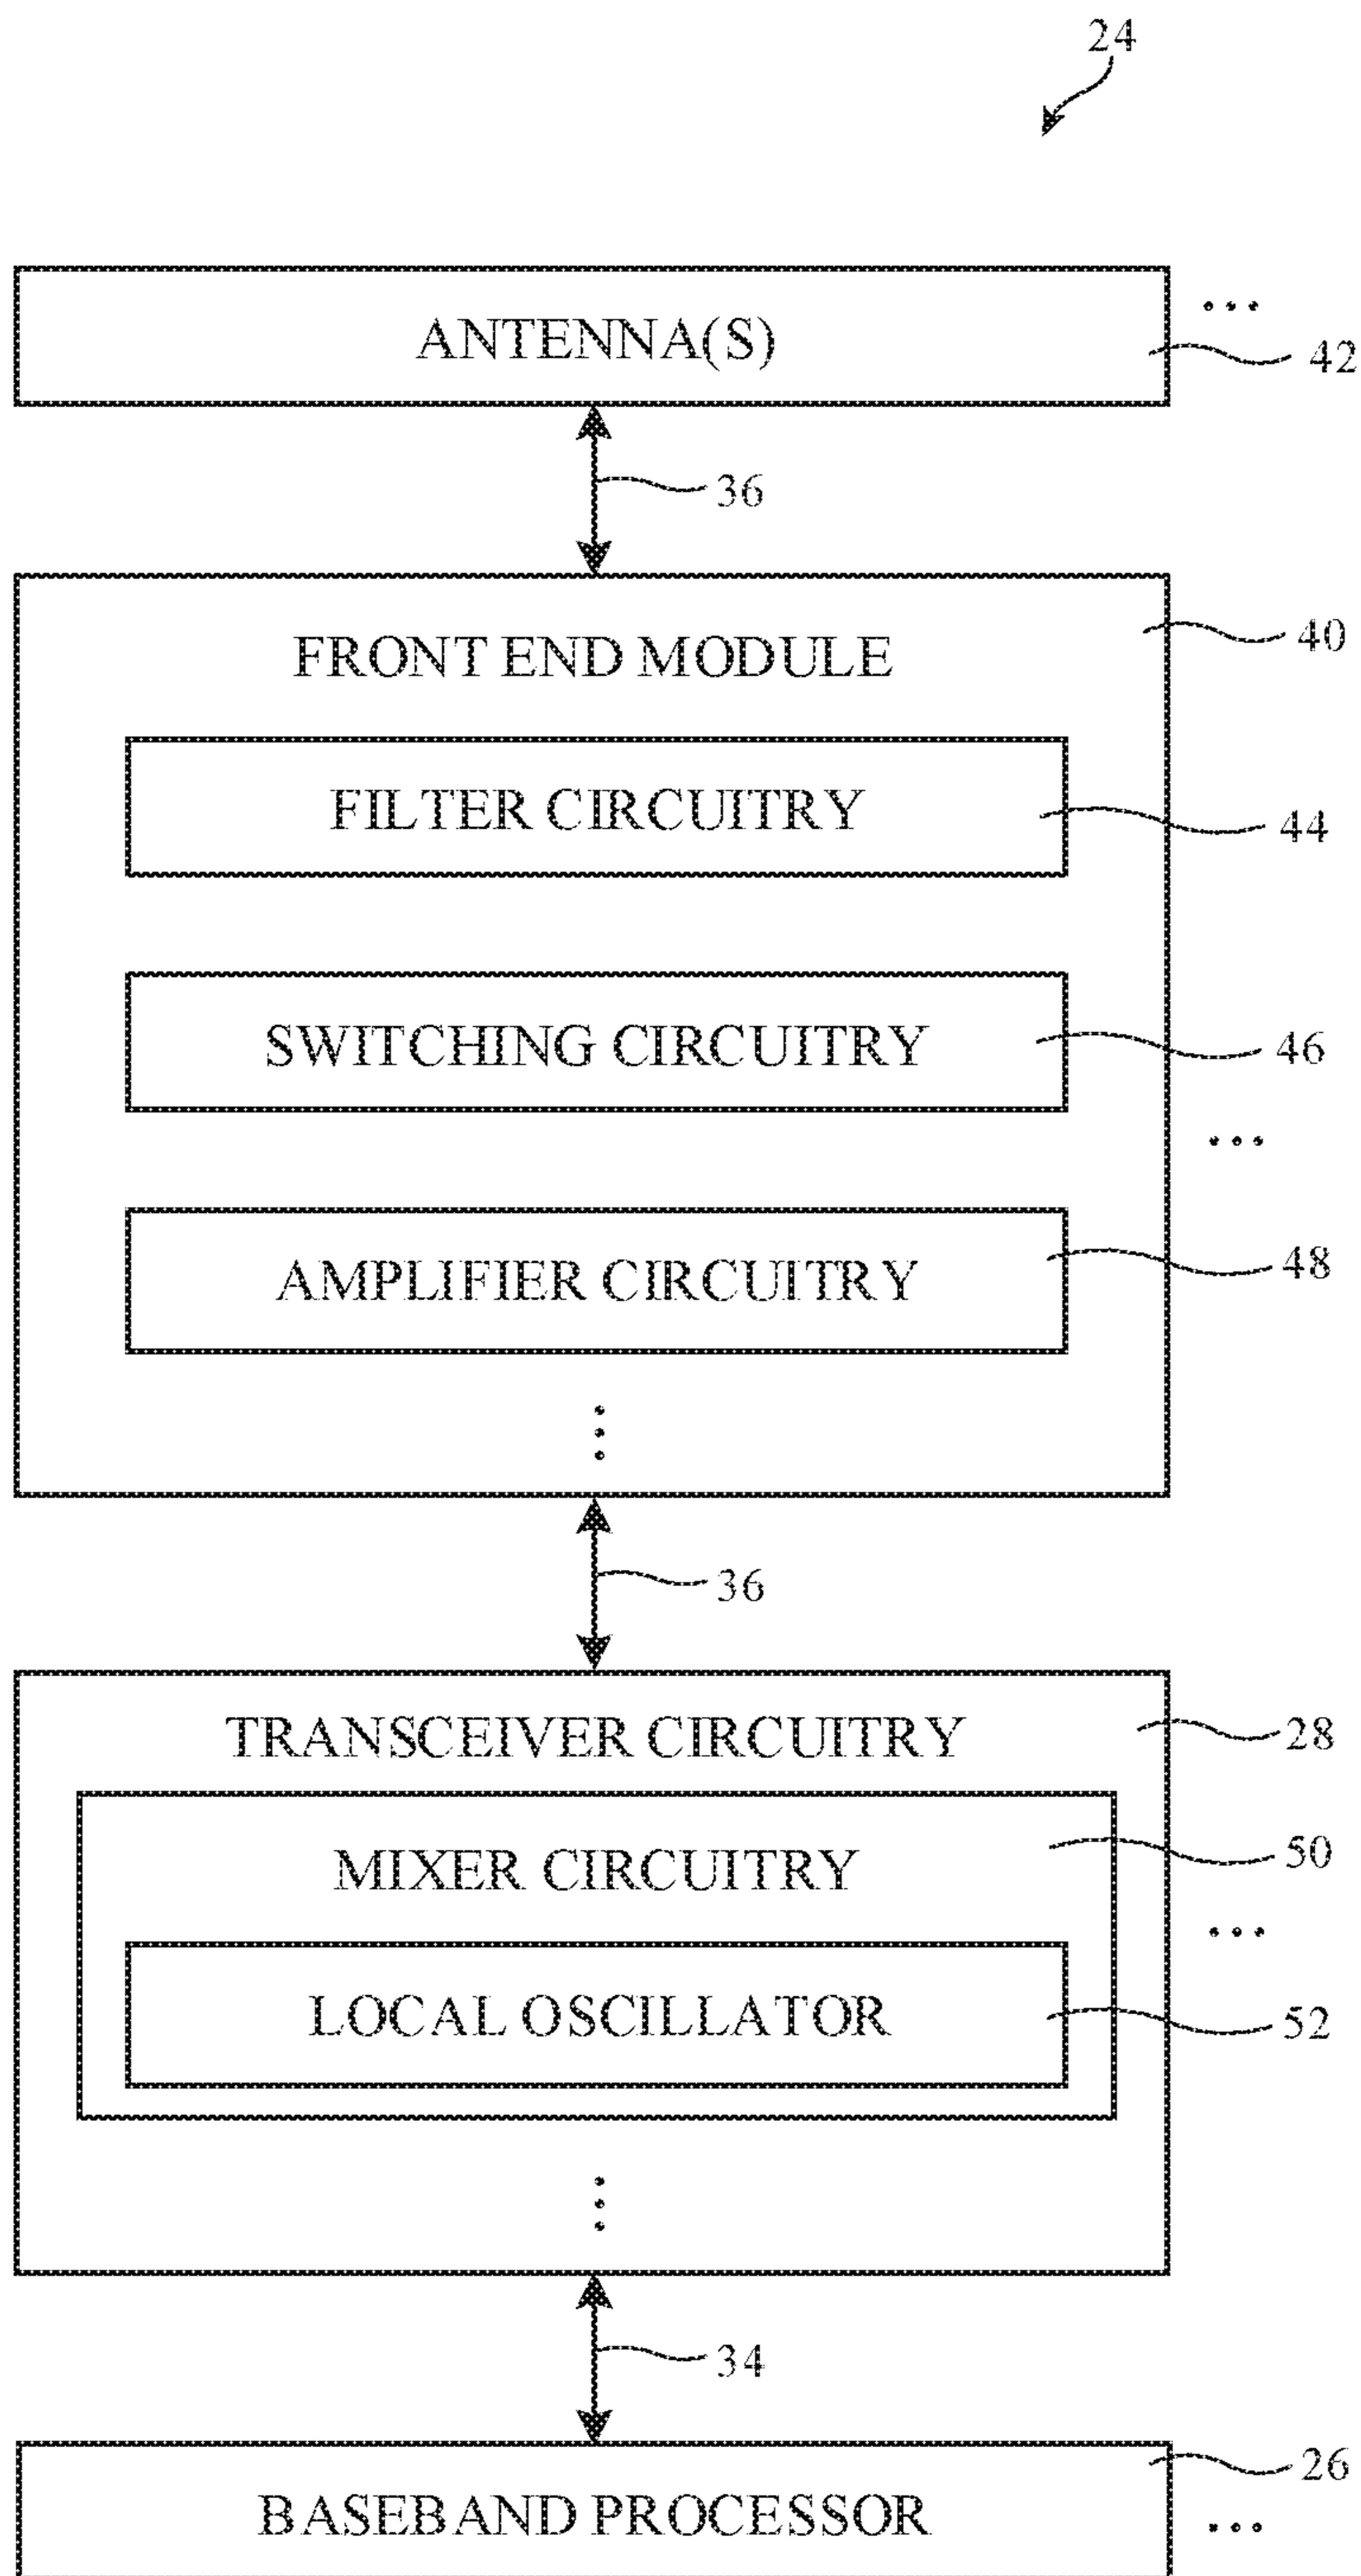 24
ANTENNA(S)
...
42
36
FRONT END MODULE
40
FILTER CIRCUITRY
44
SWITCHING CIRCUITRY
46
...
AMPLIFIER CIRCUITRY
48
...
36
TRANSCEIVER CIRCUITRY
28
MIXER CIRCUITRY
50
...
LOCAL OSCILLATOR
52
...
34
BASEBAND PROCESSOR
26
...